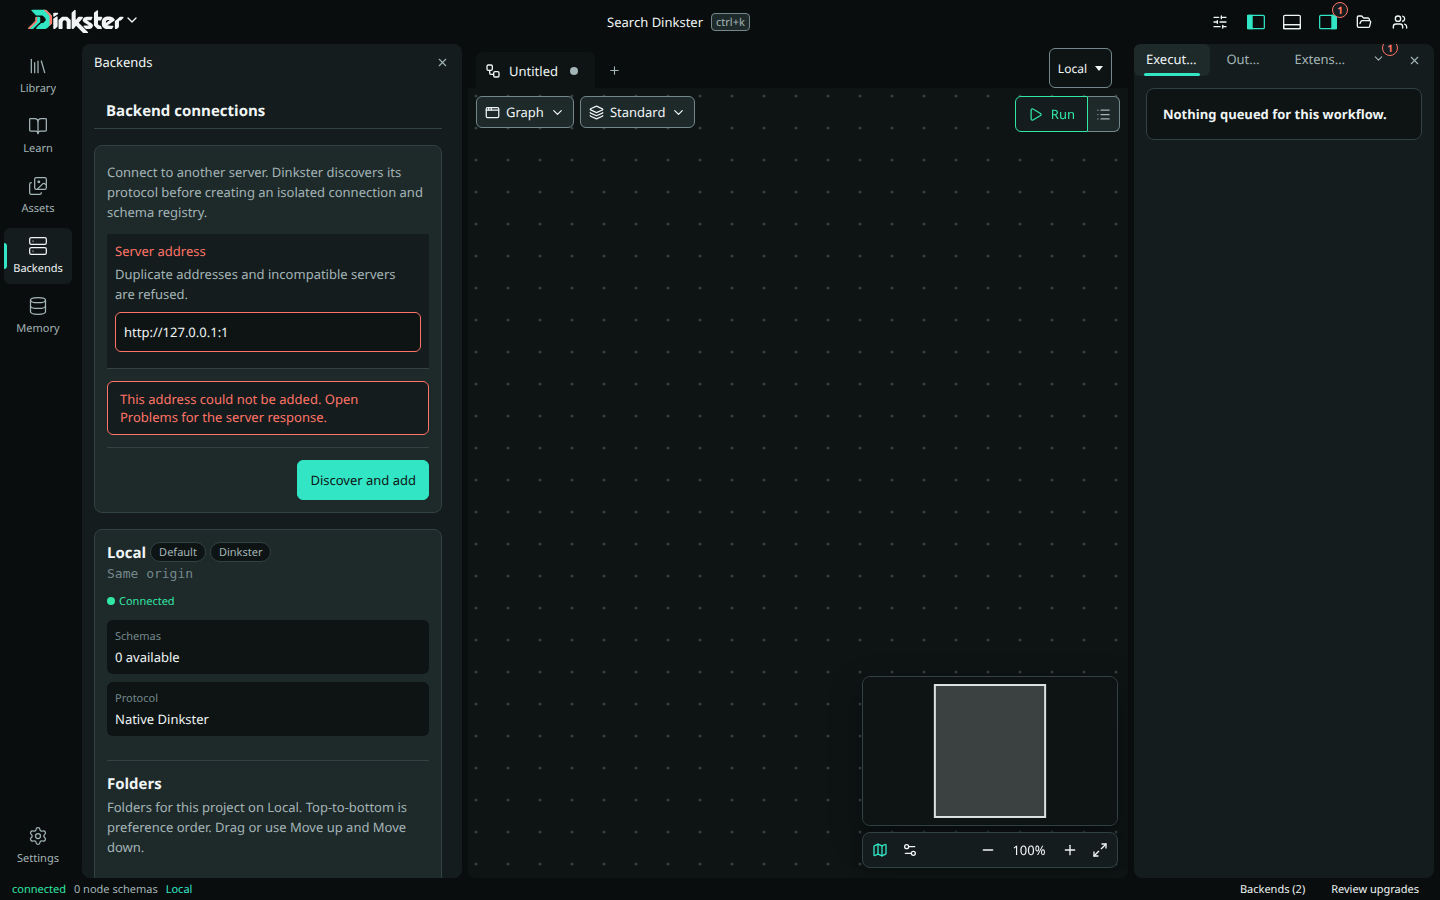 Dinkster
Search Dinkster ctrl+k
1
Library
Learn
Assets
Backends
Memory
Settings
Backends
Backend connections
Connect to another server. Dinkster discovers its
protocol before creating an isolated connection and
schema registry.
Server address
Duplicate addresses and incompatible servers
are refused.
http://127.0.0.1:1
This address could not be added. Open
Problems for the server response.
Discover and add
Local Default Dinkster
Same origin
Connected
Schemas
0 available
Protocol
Native Dinkster
Folders
Folders for this project on Local. Top-to-bottom is
preference order. Drag or use Move up and Move
down.
Untitled
Local
Graph Standard
Run
100%
Execut... Out... Extens... 1
Nothing queued for this workflow.
connected 0 node schemas Local
Backends (2) Review upgrades